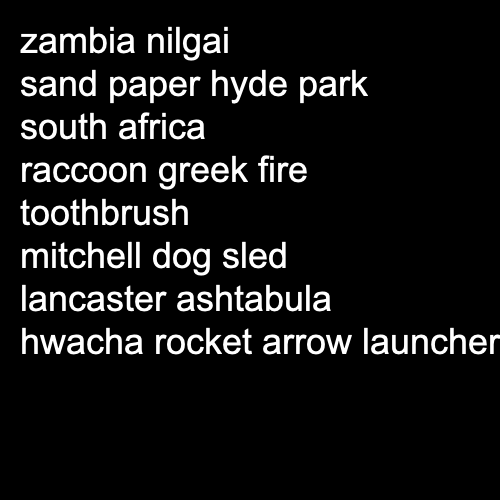 zambia nilgai
sand paper hyde park
south africa
raccoon greek fire
toothbrush
mitchell dog sled
lancaster ashtabula
hwacha rocket arrow launcher